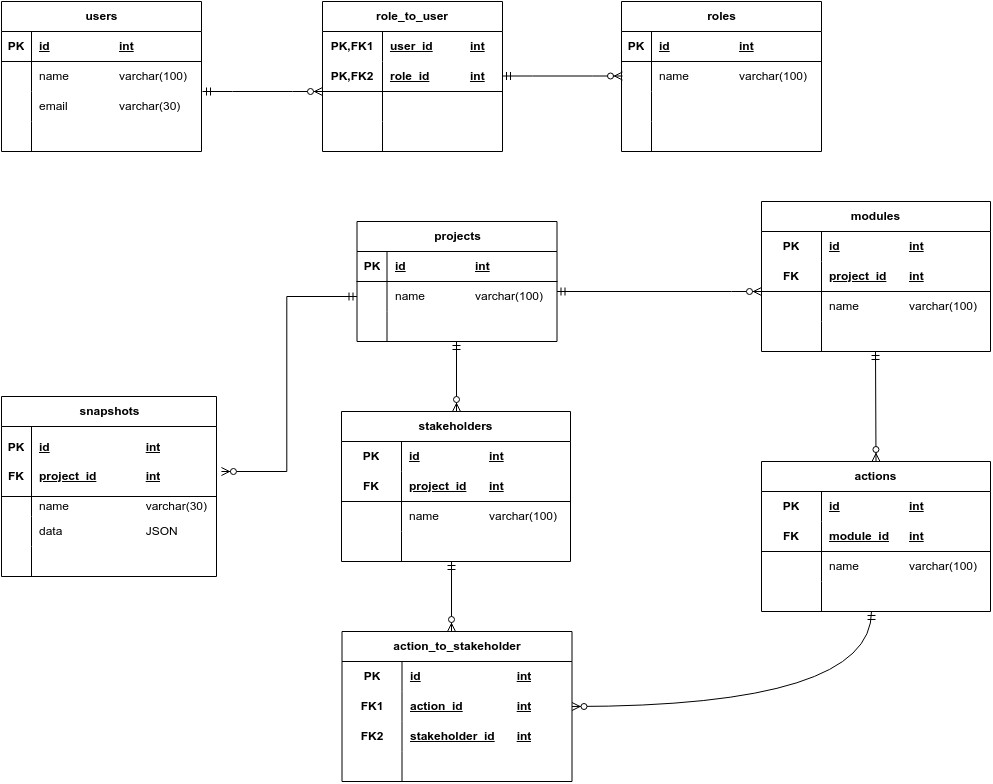 users
PK id int
name varchar(100)
email varchar(30)
role_to_user
PK,FK1 user_id int
PK,FK2 role_id int
roles
PK id int
name varchar(100)
projects
PK id int
name varchar(100)
modules
PK id int
FK project_id int
name varchar(100)
snapshots
PK id int
FK project_id int
name varchar(30)
data JSON
stakeholders
PK id int
FK project_id int
name varchar(100)
actions
PK id int
FK module_id int
name varchar(100)
action_to_stakeholder
PK id int
FK1 action_id int
FK2 stakeholder_id int